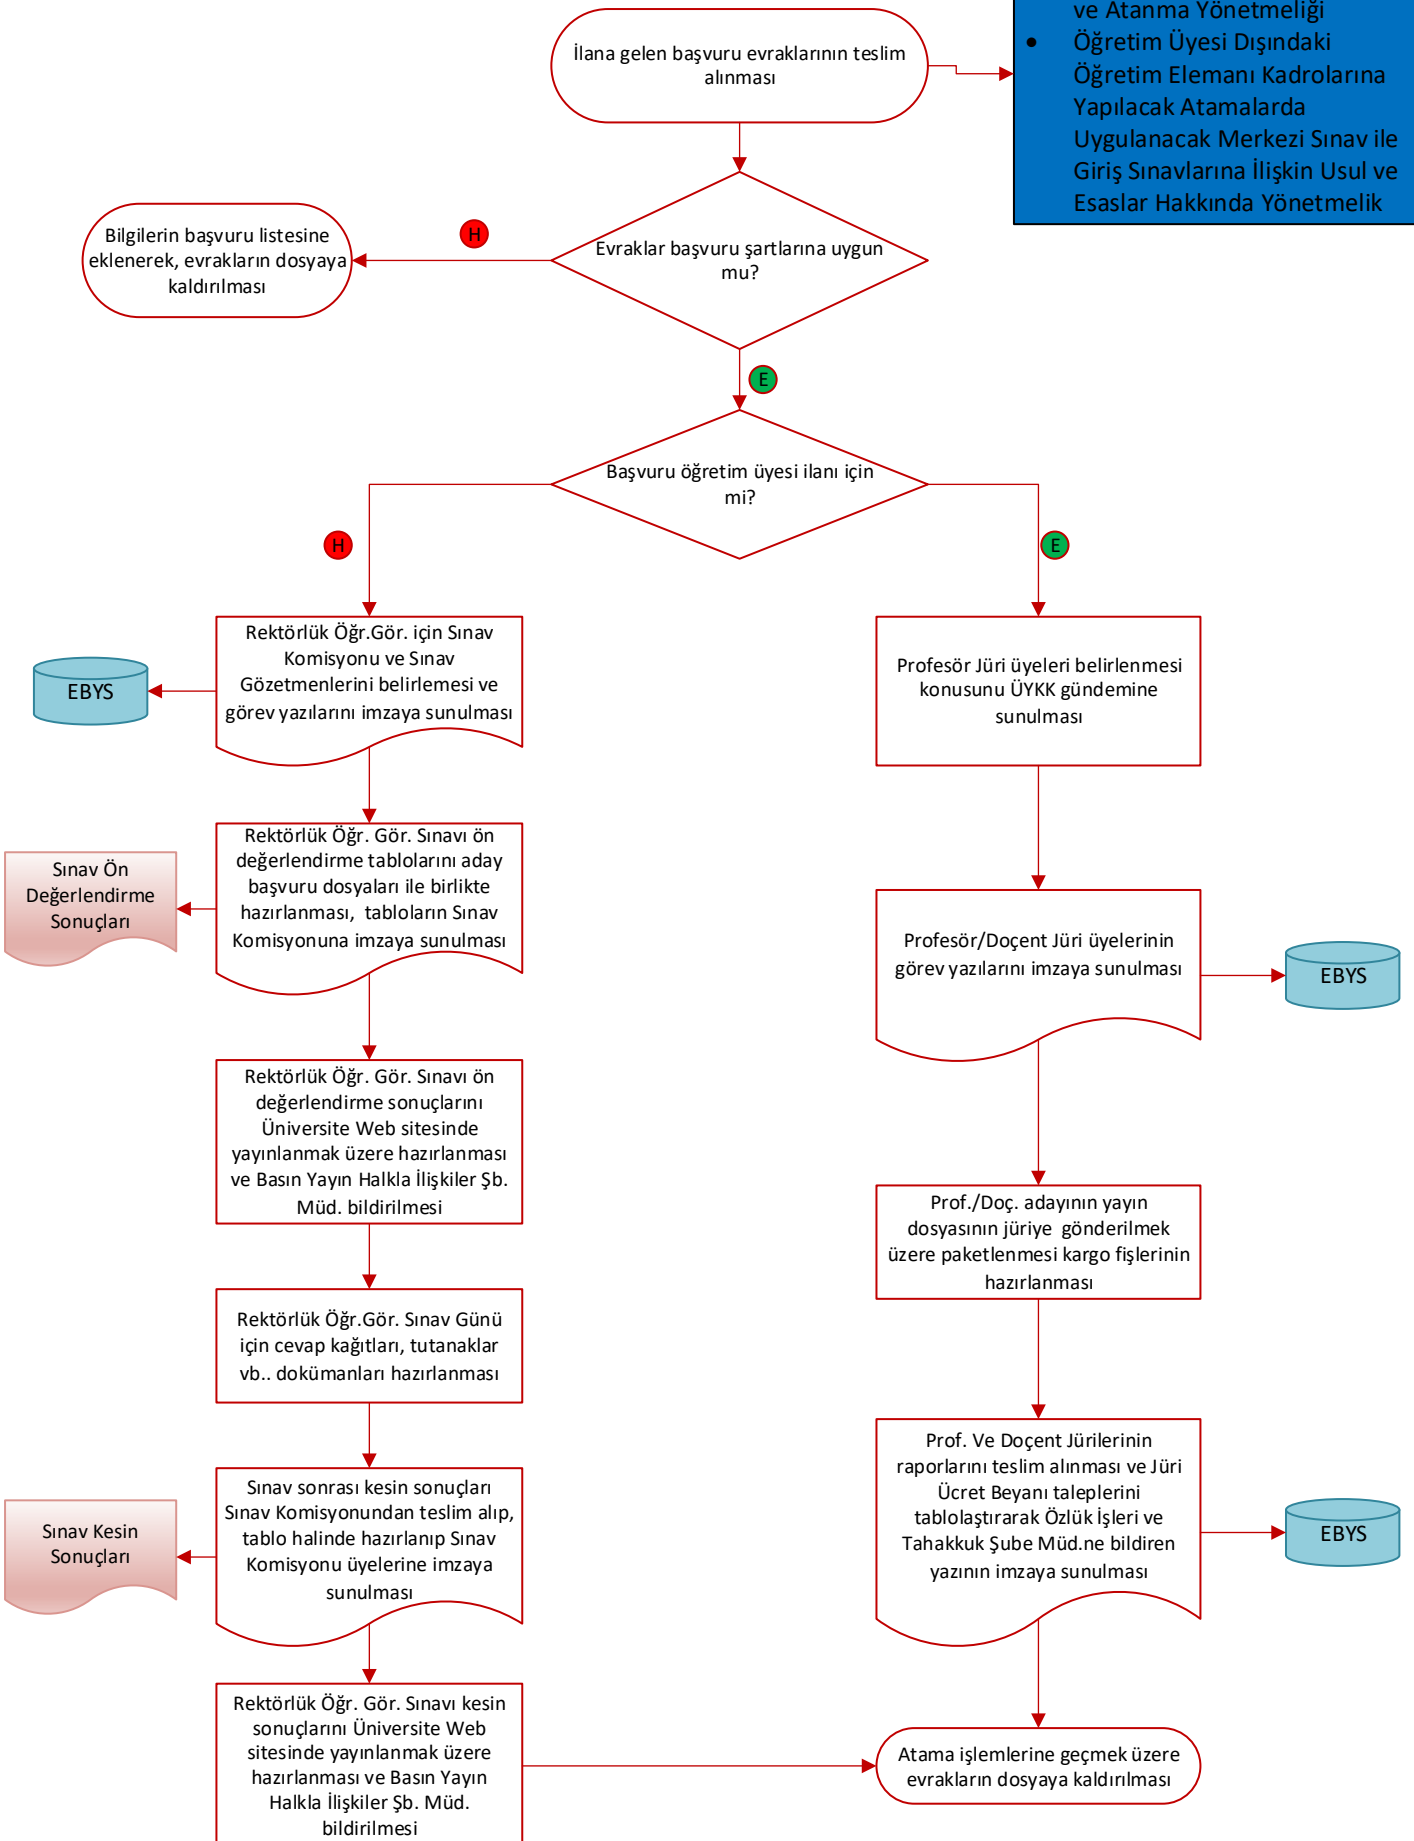 ve Atanma Yönetmeliği
• Öğretim Üyesi Dışındaki
Öğretim Elemanı Kadrolarına
Yapılacak Atamalarda
Uygulanacak Merkezi Sınav ile
Giriş Sınavlarına İlişkin Usul ve
Esaslar Hakkında Yönetmelik
İlana gelen başvuru evraklarının teslim
alınması
Evraklar başvuru şartlarına uygun
mu?
H
Bilgilerin başvuru listesine
eklenerek, evrakların dosyaya
kaldırılması
E
Başvuru öğretim üyesi ilanı için
mi?
H
E
Rektörlük Öğr.Gör. için Sınav
Komisyonu ve Sınav
Gözetmenlerini belirlemesi ve
görev yazılarını imzaya sunulması
EBYS
Profesör Jüri üyeleri belirlenmesi
konusunu ÜYKK gündemine
sunulması
Rektörlük Öğr. Gör. Sınavı ön
değerlendirme tablolarını aday
başvuru dosyaları ile birlikte
hazırlanması, tabloların Sınav
Komisyonuna imzaya sunulması
Sınav Ön
Değerlendirme
Sonuçları
Profesör/Doçent Jüri üyelerinin
görev yazılarını imzaya sunulması
EBYS
Rektörlük Öğr. Gör. Sınavı ön
değerlendirme sonuçlarını
Üniversite Web sitesinde
yayınlanmak üzere hazırlanması
ve Basın Yayın Halkla İlişkiler Şb.
Müd. bildirilmesi
Prof./Doç. adayının yayın
dosyasının jüriye gönderilmek
üzere paketlenmesi kargo fişlerinin
hazırlanması
Rektörlük Öğr.Gör. Sınav Günü
için cevap kağıtları, tutanaklar
vb.. dokümanları hazırlanması
Prof. Ve Doçent Jürilerinin
raporlarını teslim alınması ve Jüri
Ücret Beyanı taleplerini
tablolaştırarak Özlük İşleri ve
Tahakkuk Şube Müd.ne bildiren
yazının imzaya sunulması
EBYS
Sınav sonrası kesin sonuçları
Sınav Komisyonundan teslim alıp,
tablo halinde hazırlanıp Sınav
Komisyonu üyelerine imzaya
sunulması
Sınav Kesin
Sonuçları
Rektörlük Öğr. Gör. Sınavı kesin
sonuçlarını Üniversite Web
sitesinde yayınlanmak üzere
hazırlanması ve Basın Yayın
Halkla İlişkiler Şb. Müd.
bildirilmesi
Atama işlemlerine geçmek üzere
evrakların dosyaya kaldırılması